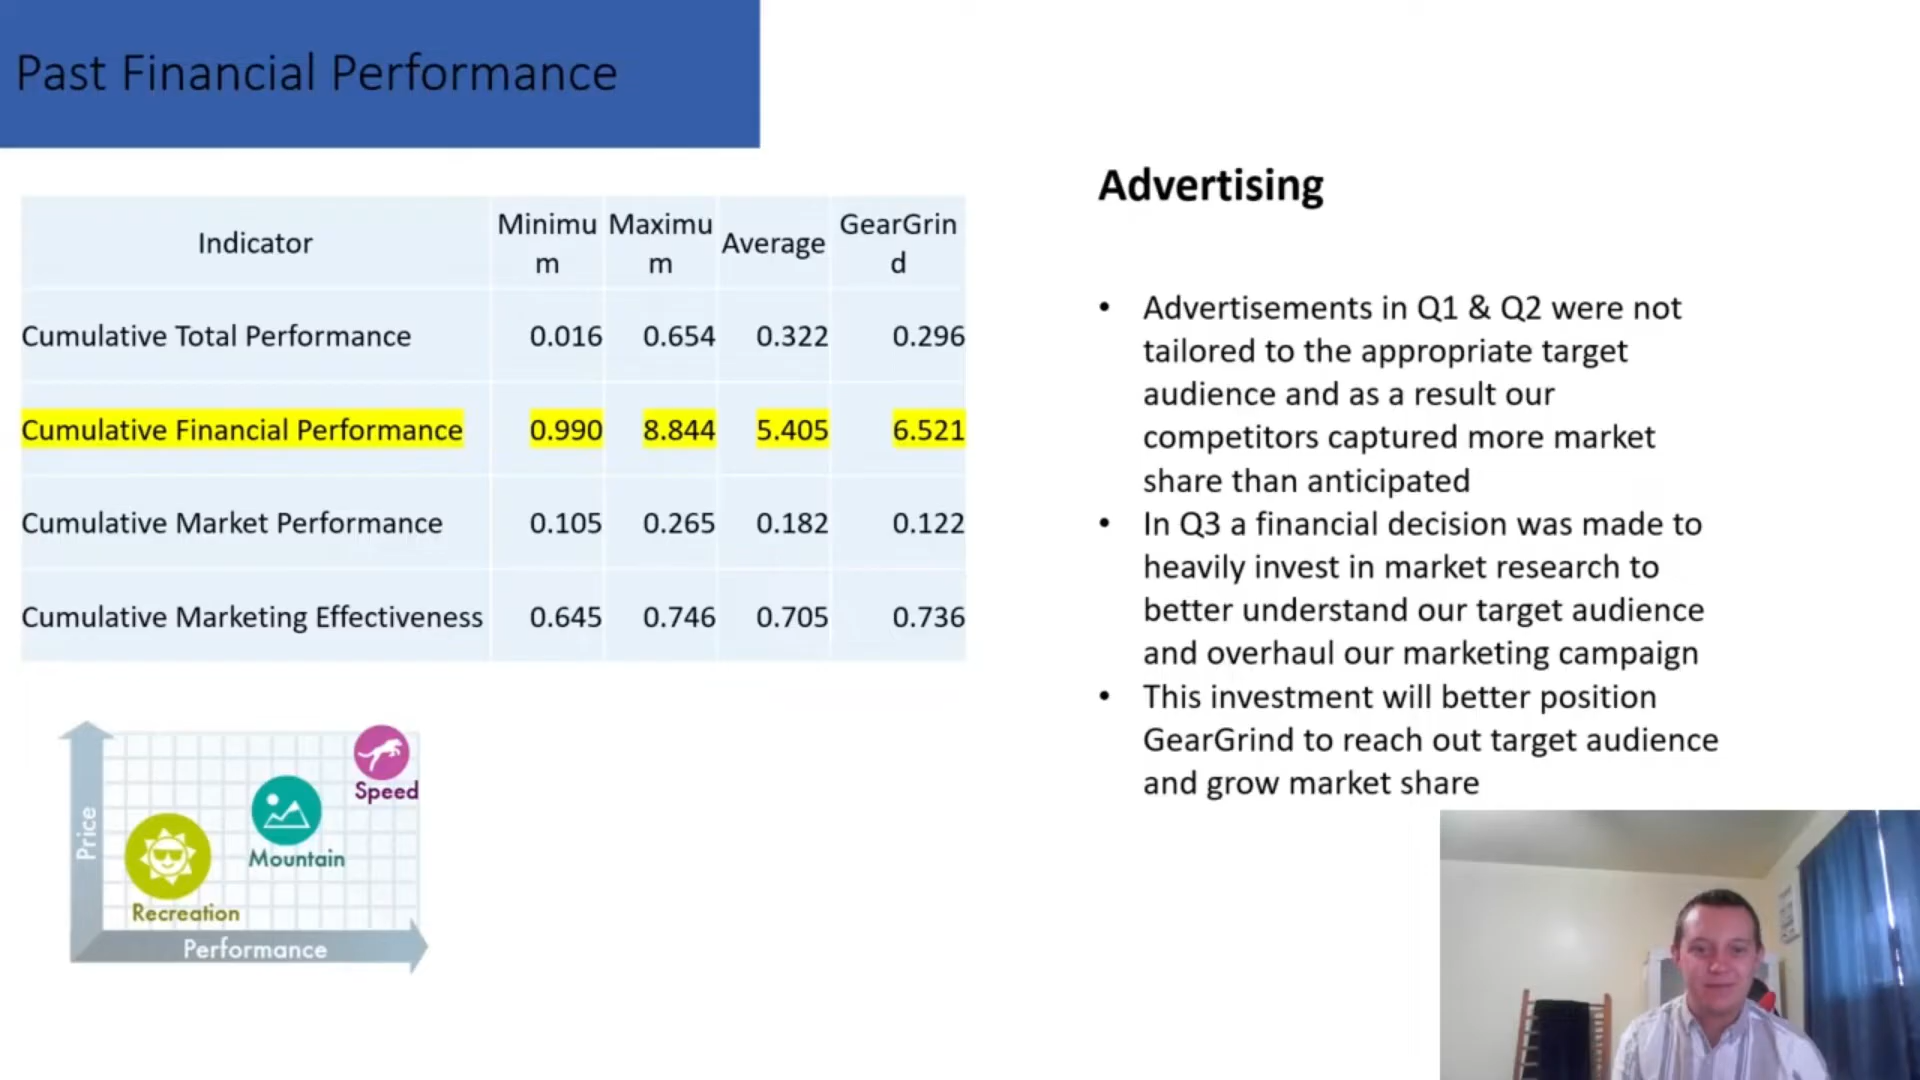 Past Financial Performance
Indicator
Minimu
m
Maximu
m
Average
GearGrin
d
Cumulative Total Performance 0.016 0.654 0.322 0.296
Cumulative Financial Performance 0.990 8.844 5.405 6.521
Cumulative Market Performance 0.105 0.265 0.182 0.122
Cumulative Marketing Effectiveness 0.645 0.746 0.705 0.736
Price
Speed
Mountain
Recreation
Performance
Advertising
• Advertisements in Q1 & Q2 were not
tailored to the appropriate target
audience and as a result our
competitors captured more market
share than anticipated
• In Q3 a financial decision was made to
heavily invest in market research to
better understand our target audience
and overhaul our marketing campaign
• This investment will better position
GearGrind to reach out target audience
and grow market share